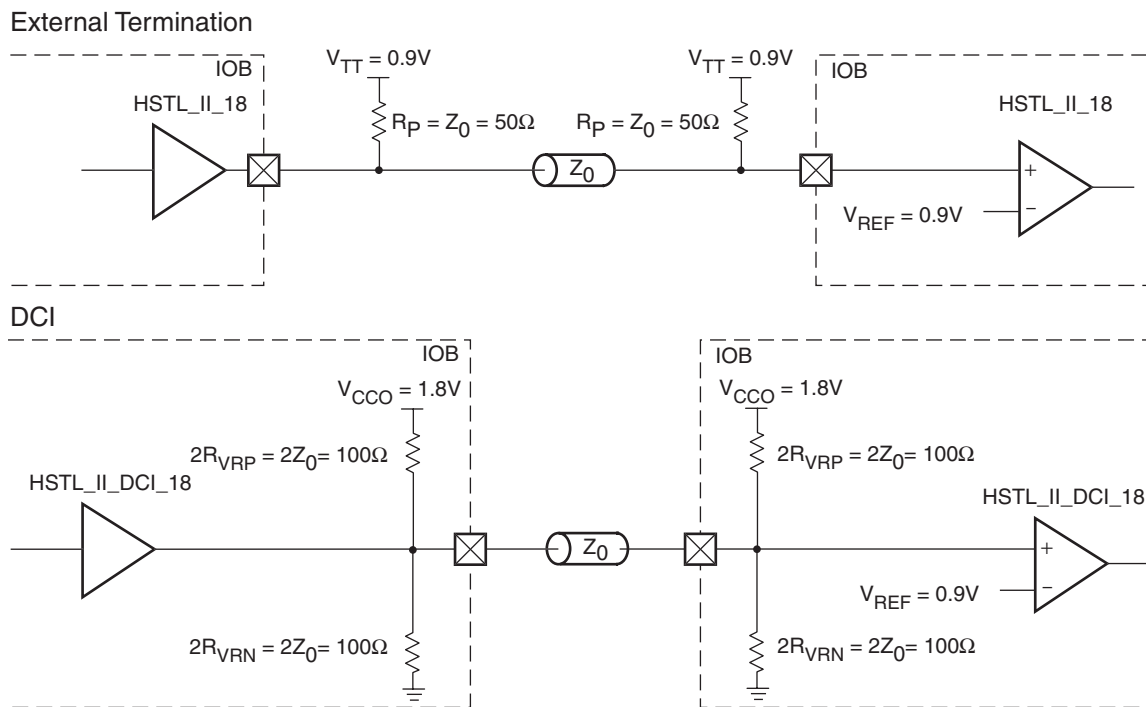 External Termination
IOB
HSTL_II_18
V_TT = 0.9V
R_P = Z_0 = 50Ω
V_TT = 0.9V
R_P = Z_0 = 50Ω
Z_0
IOB
HSTL_II_18
+
–
V_REF = 0.9V
DCI
IOB
V_CCO = 1.8V
2R_VRP = 2Z_0= 100Ω
HSTL_II_DCI_18
2R_VRN = 2Z_0= 100Ω
Z_0
IOB
V_CCO = 1.8V
2R_VRP = 2Z_0= 100Ω
HSTL_II_DCI_18
+
–
V_REF = 0.9V
2R_VRN = 2Z_0= 100Ω